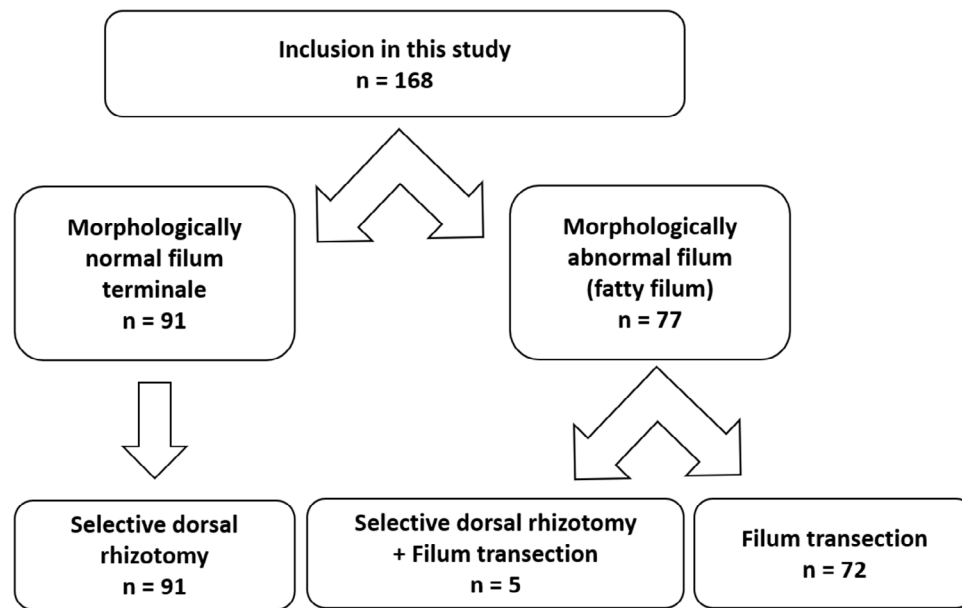 Inclusion in this study
n = 168
Morphologically
normal filum
terminale
n = 91
Morphologically
abnormal filum
(fatty filum)
n = 77
Selective dorsal
rhizotomy
n = 91
Selective dorsal rhizotomy
+ Filum transection
n = 5
Filum transection
n = 72